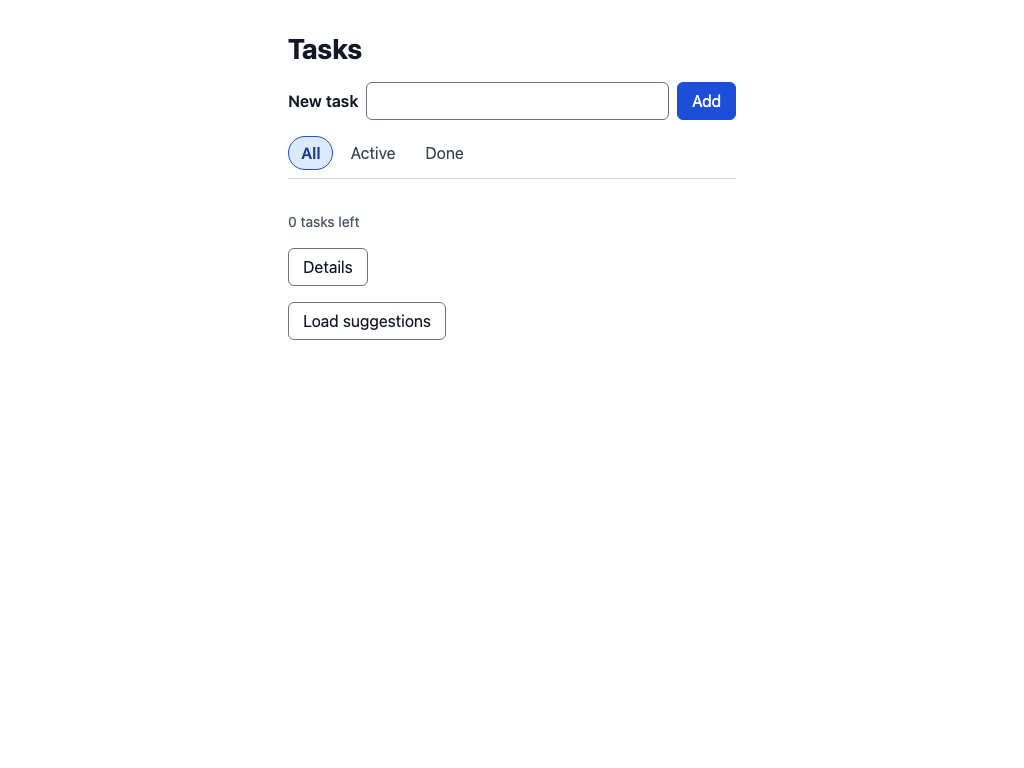 Tasks
New task Add
All Active Done
0 tasks left
Details
Load suggestions